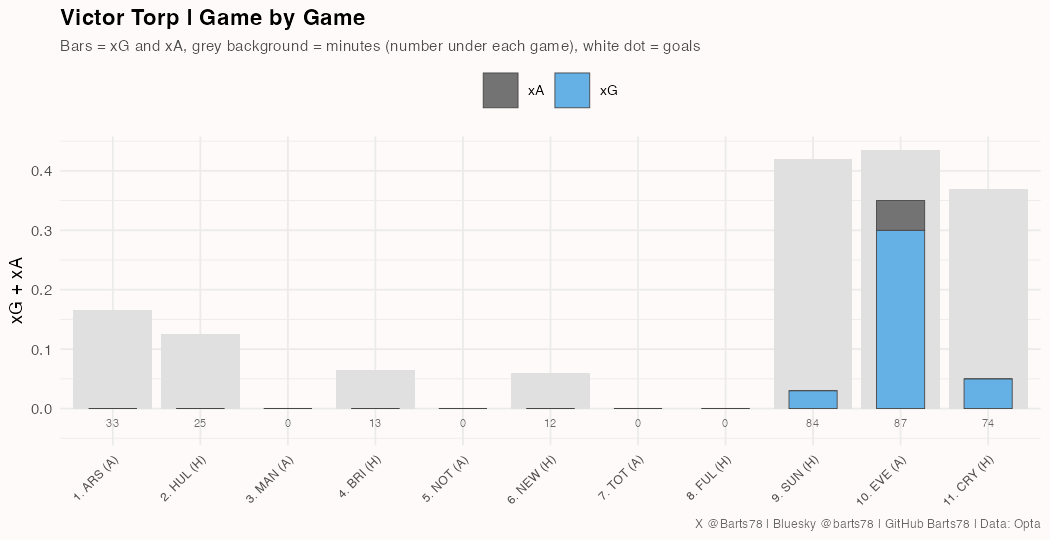 Victor Torp | Game by Game
Bars = xG and xA, grey background = minutes (number under each game), white dot = goals
xA xG
xG + xA
0.4
0.3
0.2
0.1
0.0
33 25 0 13 0 12 0 0 84 87 74
1. ARS (A) 2. HUL (H) 3. MAN (A) 4. BRI (H) 5. NOT (A) 6. NEW (H) 7. TOT (A) 8. FUL (H) 9. SUN (H) 10. EVE (A) 11. CRY (H)
X @Barts78 | Bluesky @barts78 | GitHub Barts78 | Data: Opta